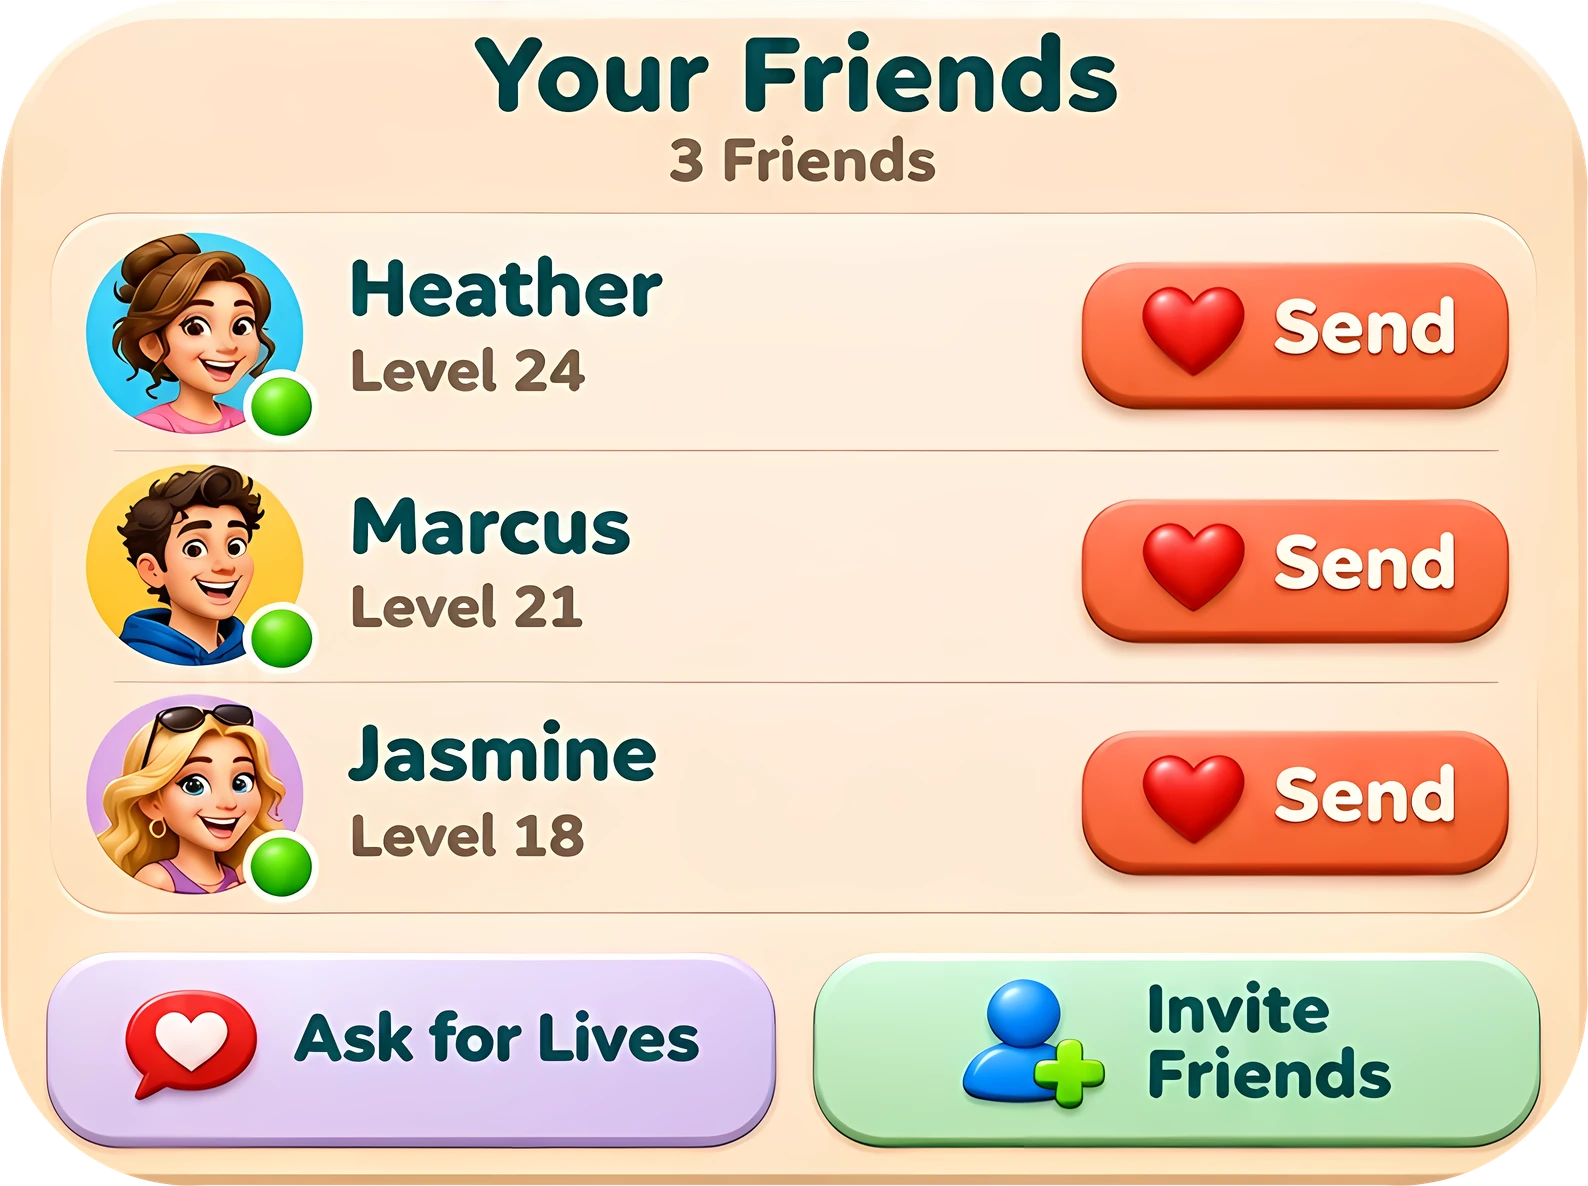 Your Friends
3 Friends
Heather
Level 24
Send
Marcus
Level 21
Send
Jasmine
Level 18
Send
Ask for Lives
Invite
Friends